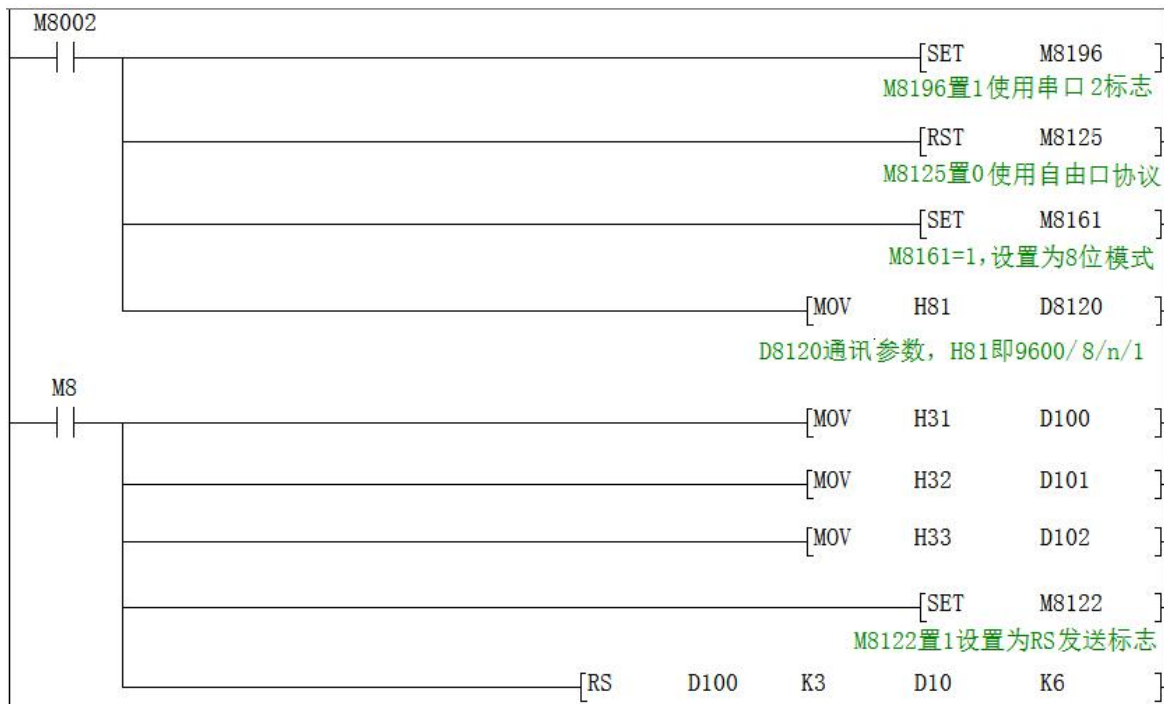 M8002
[SET M8196 ]
M8196置1使用串口2标志
[RST M8125 ]
M8125置0使用自由口协议
[SET M8161 ]
M8161=1,设置为8位模式
[MOV H81 D8120 ]
D8120通讯参数，H81即9600/8/n/1
M8
[MOV H31 D100 ]
[MOV H32 D101 ]
[MOV H33 D102 ]
[SET M8122 ]
M8122置1设置为RS发送标志
[RS D100 K3 D10 K6 ]